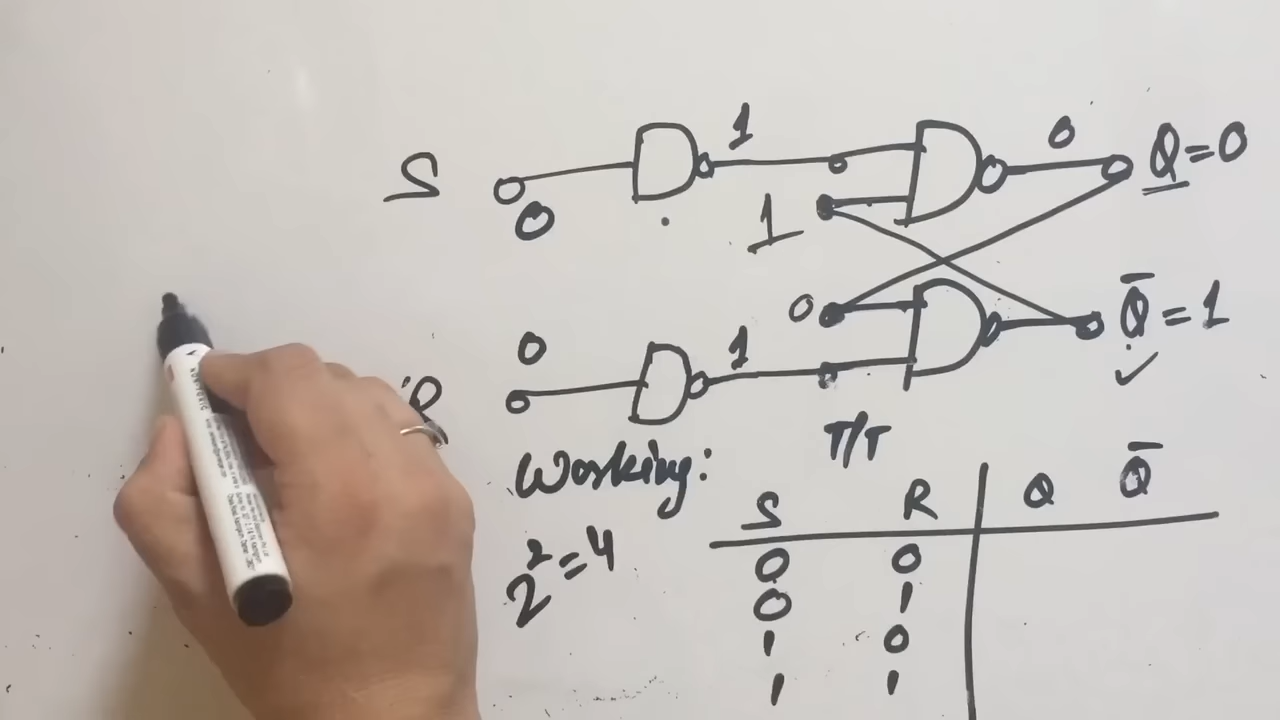 S 0 1 0 Q=0
1
0 Q̅=1
R 0 1
Working: T/T
2²=4
S R Q Q̅
0 0
0 1
1 0
1 1